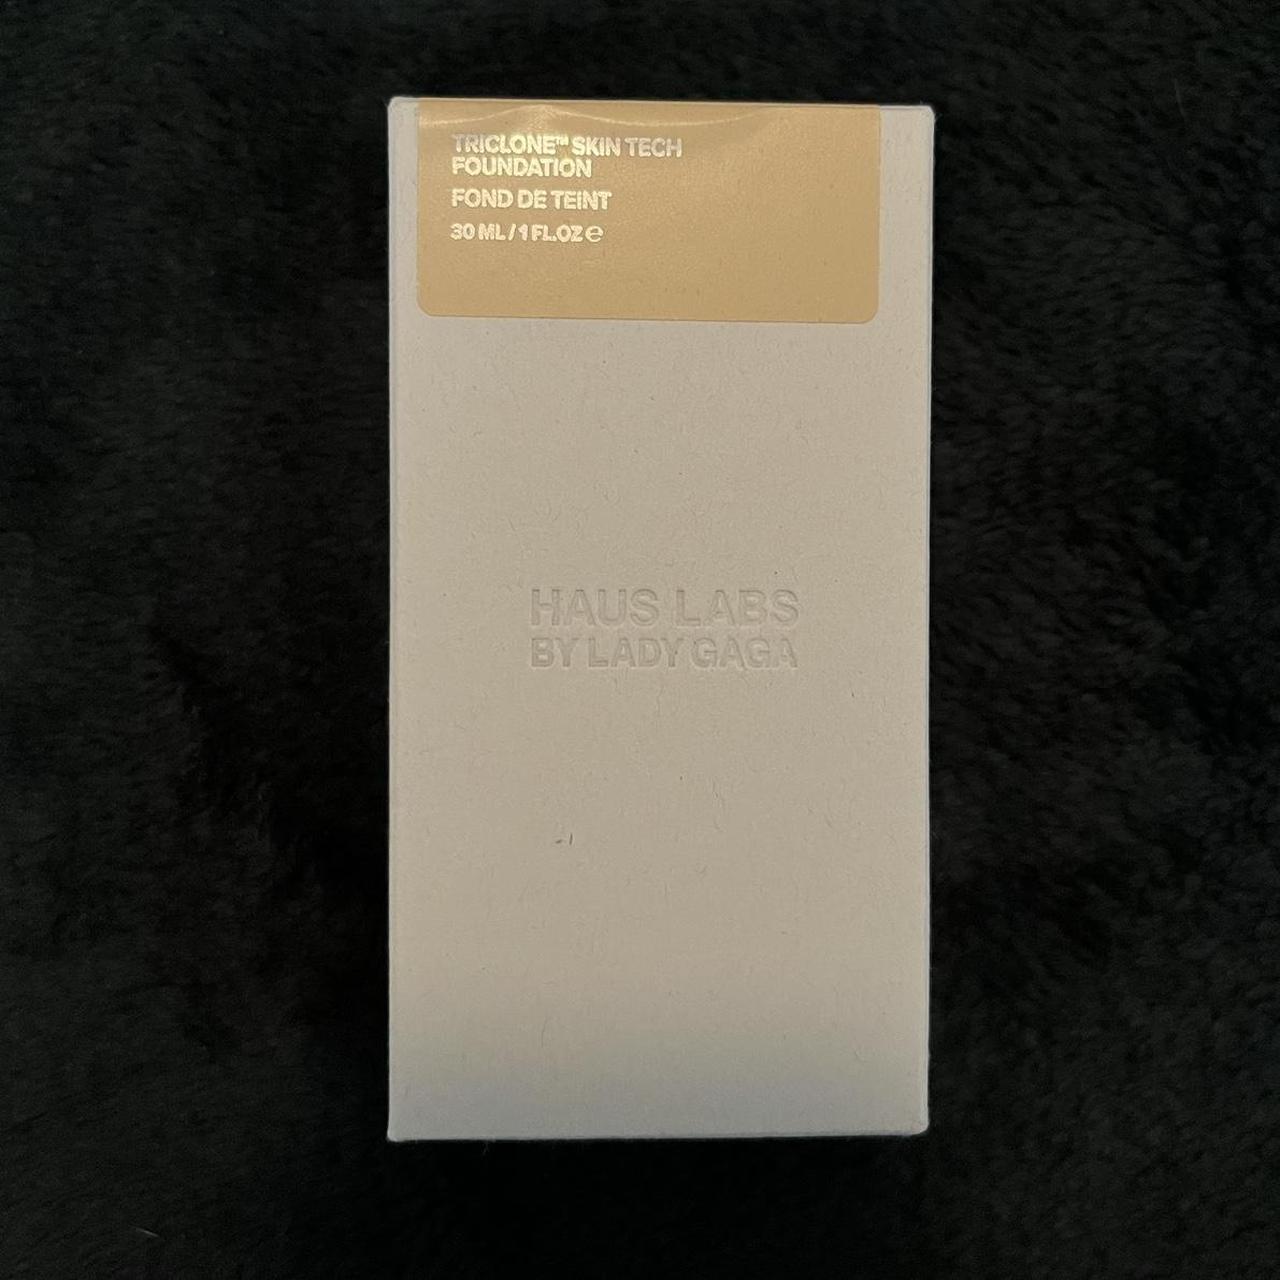 TRICLONE™ SKIN TECH
FOUNDATION
FOND DE TEINT
30 ML / 1 FL.OZ ℮
HAUS LABS
BY LADY GAGA